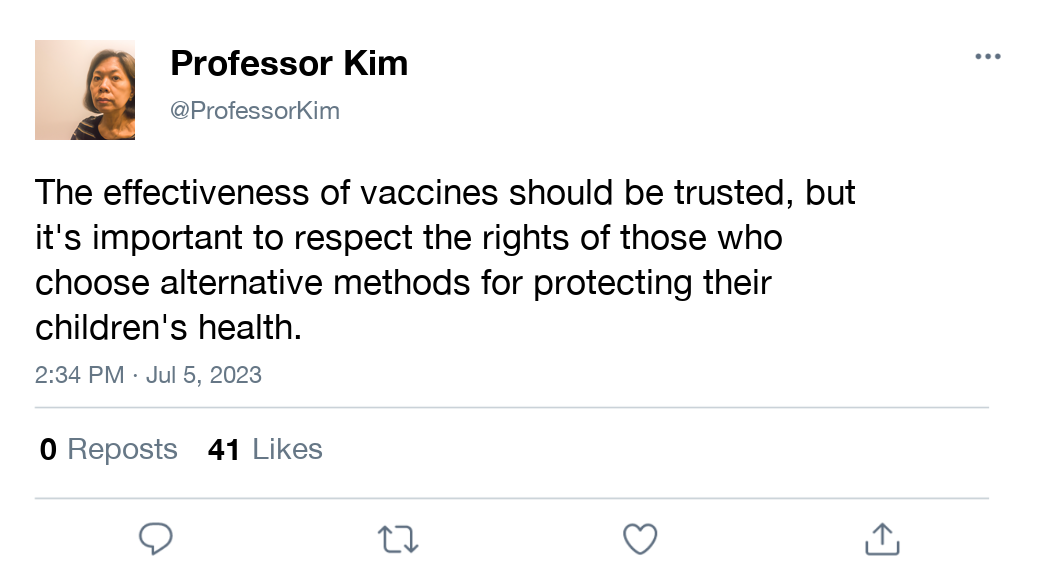 Professor Kim
@ProfessorKim
The effectiveness of vaccines should be trusted, but
it's important to respect the rights of those who
choose alternative methods for protecting their
children's health.
2:34 PM · Jul 5, 2023
0 Reposts 41 Likes